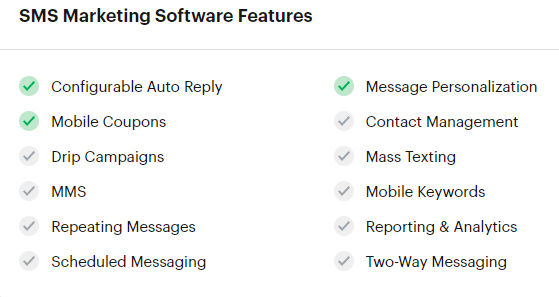 SMS Marketing Software Features
Configurable Auto Reply
Mobile Coupons
Drip Campaigns
MMS
Repeating Messages
Scheduled Messaging
Message Personalization
Contact Management
Mass Texting
Mobile Keywords
Reporting & Analytics
Two-Way Messaging